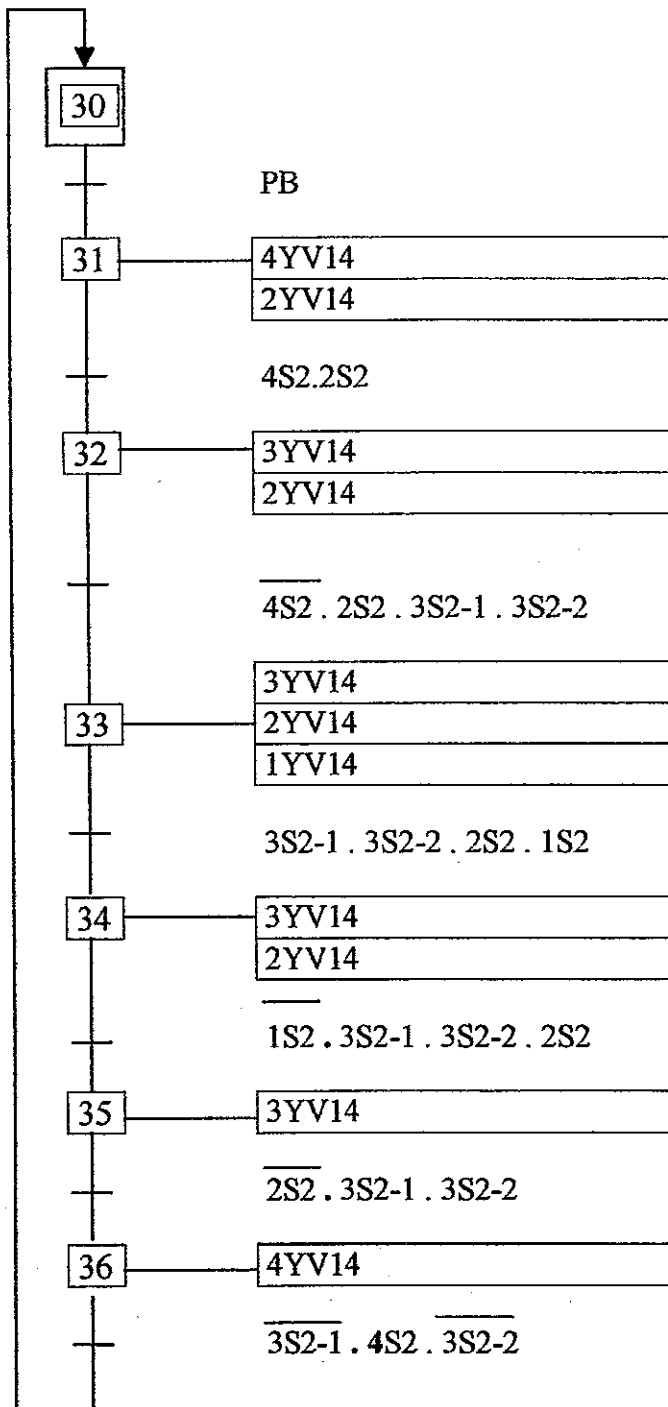 30
PB
31 4YV14
2YV14
4S2.2S2
32 3YV14
2YV14
4S2 . 2S2 . 3S2-1 . 3S2-2
3YV14
33 2YV14
1YV14
3S2-1 . 3S2-2 . 2S2 . 1S2
34 3YV14
2YV14
1S2 . 3S2-1 . 3S2-2 . 2S2
35 3YV14
2S2 . 3S2-1 . 3S2-2
36 4YV14
3S2-1 . 4S2 . 3S2-2